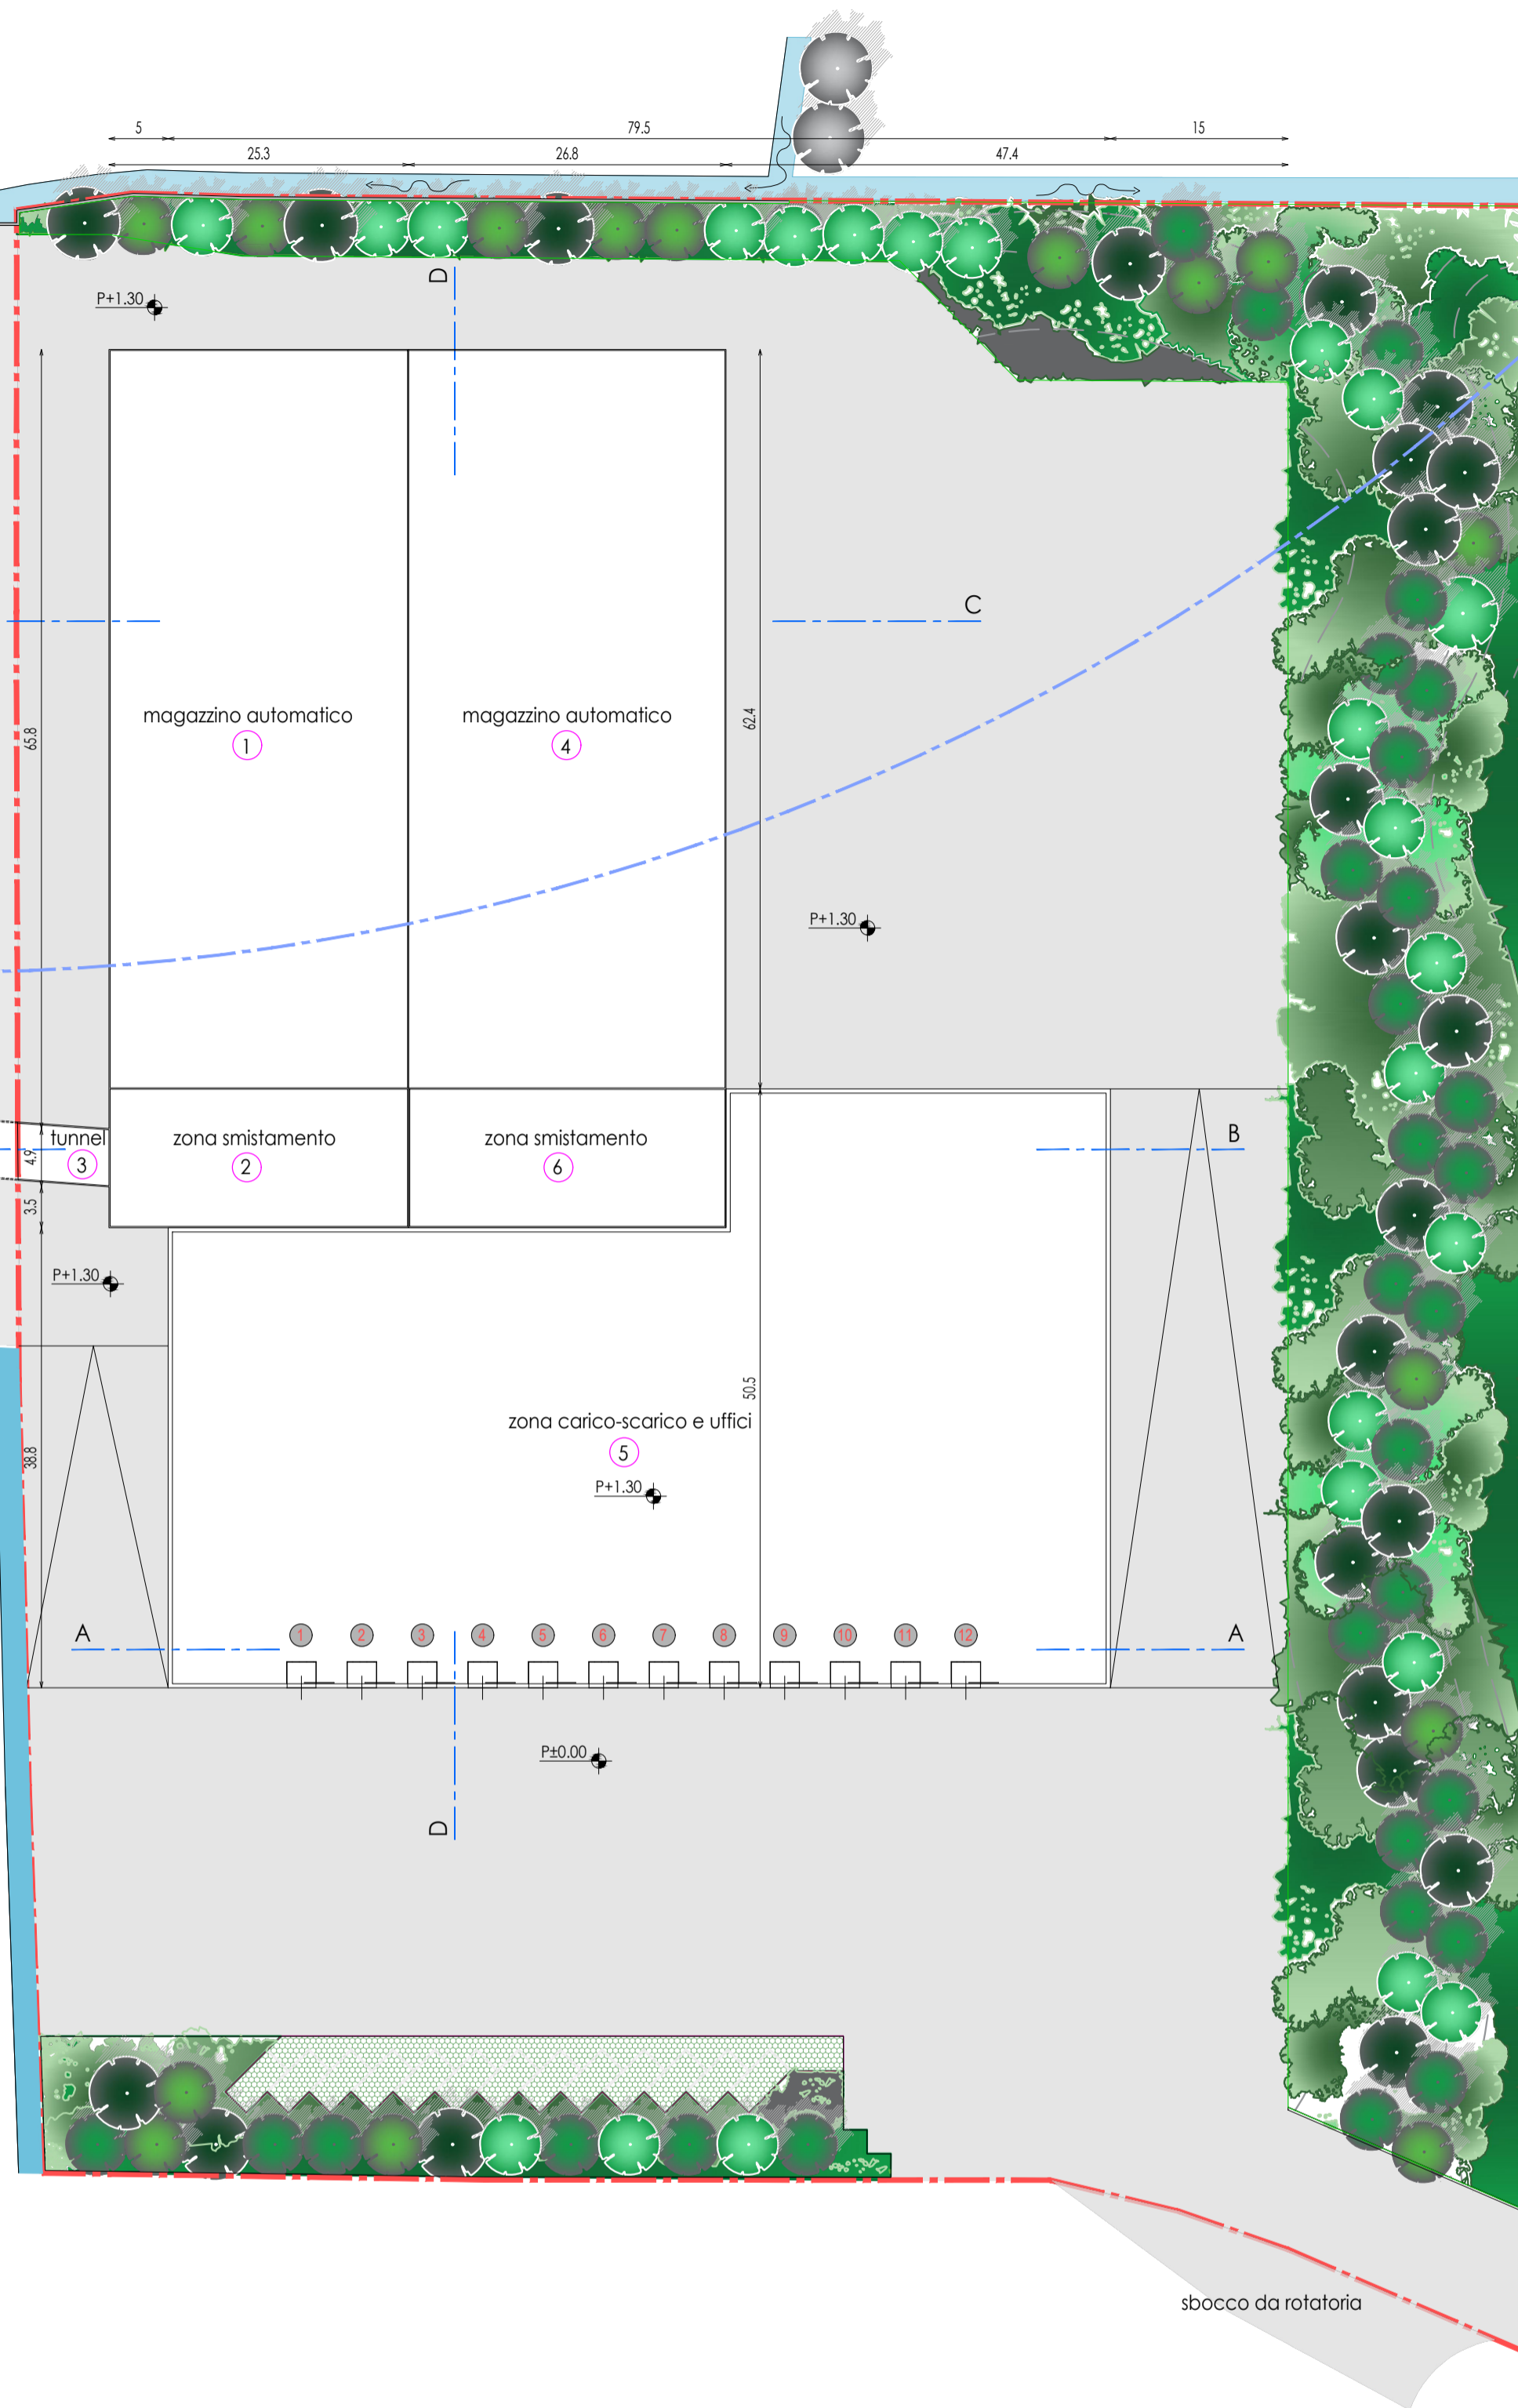 5
79.5
15
25.3
26.8
47.4
D
P+1.30
C
65.8
62.4
magazzino automatico
1
magazzino automatico
4
P+1.30
B
tunnel
3
4.9
zona smistamento
2
zona smistamento
6
3.5
P+1.30
38.8
50.5
zona carico-scarico e uffici
5
P+1.30
A
1 2 3 4 5 6 7 8 9 10 11 12
A
P±0.00
D
sbocco da rotatoria